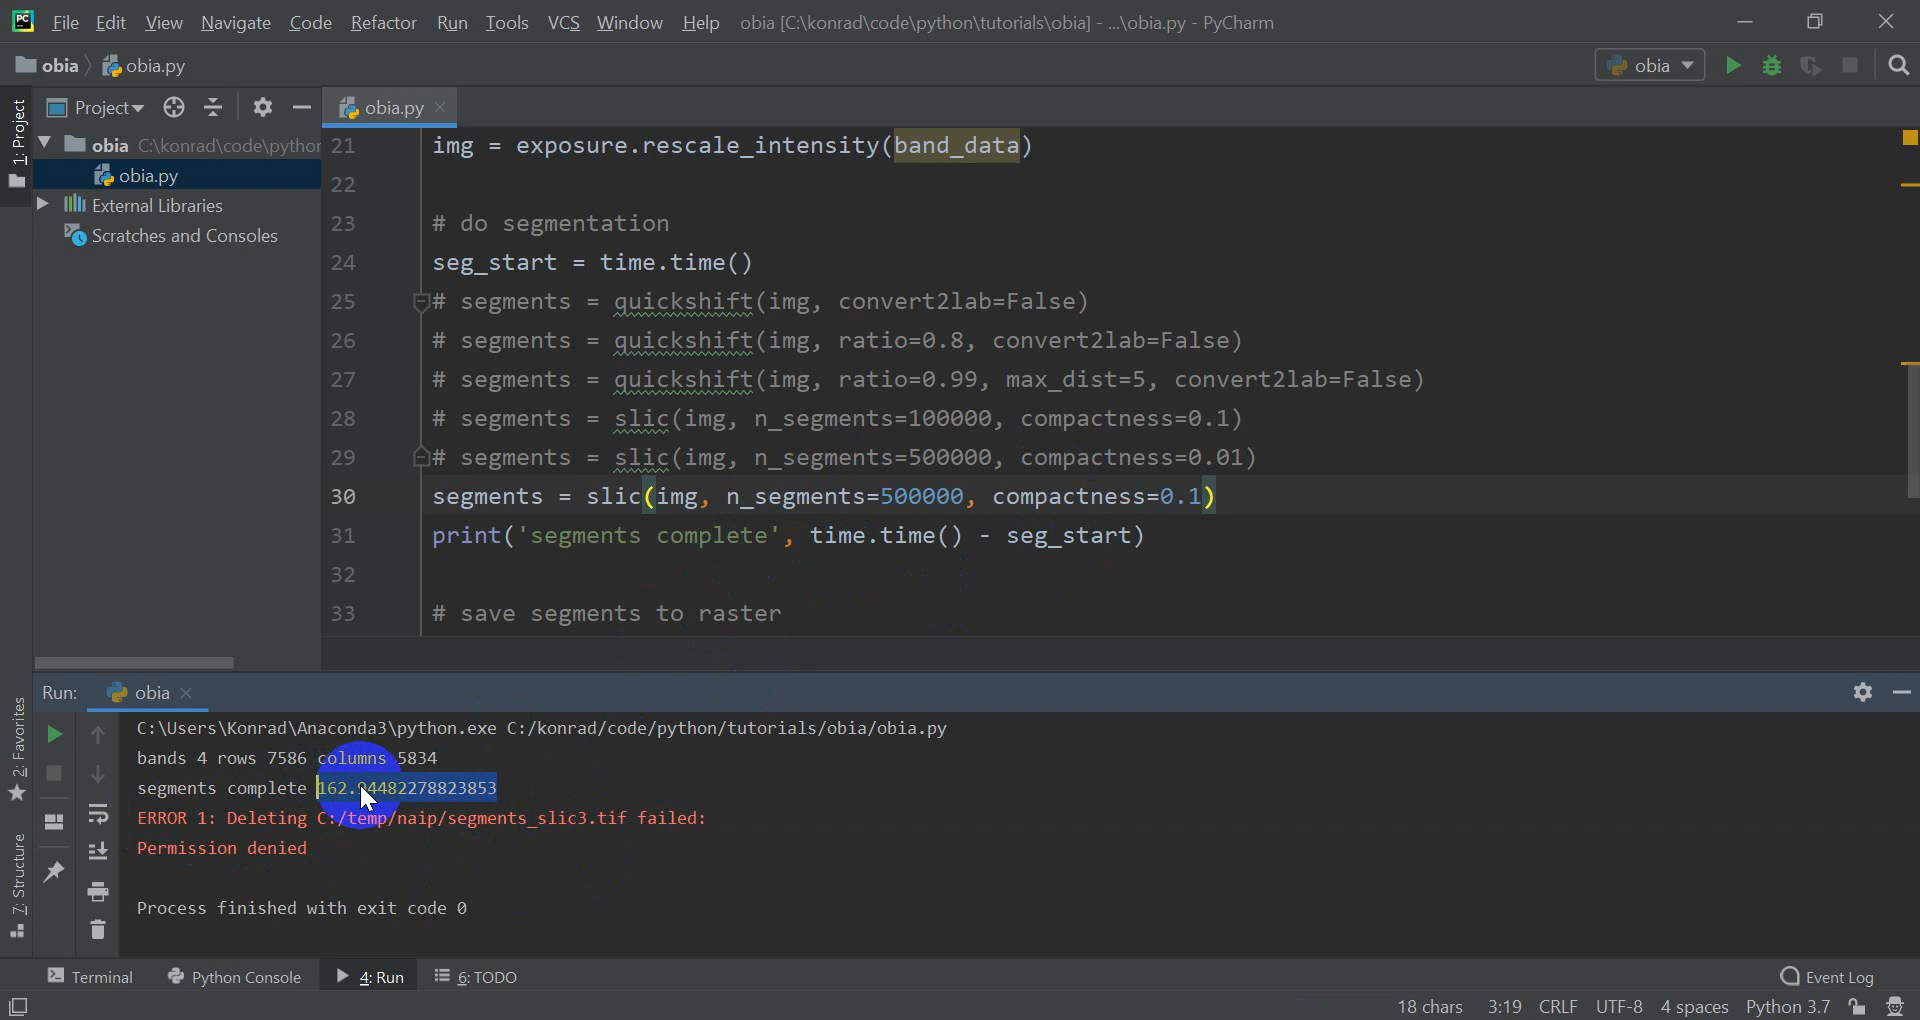 File Edit View Navigate Code Refactor Run Tools VCS Window Help obia [C:\konrad\code\python\tutorials\obia] - ...\obia.py - PyCharm
obia obia.py obia
1: Project
Project obia.py
obia C:\konrad\code\pythor
obia.py
External Libraries
Scratches and Consoles
21 img = exposure.rescale_intensity(band_data)
22
23 # do segmentation
24 seg_start = time.time()
25 # segments = quickshift(img, convert2lab=False)
26 # segments = quickshift(img, ratio=0.8, convert2lab=False)
27 # segments = quickshift(img, ratio=0.99, max_dist=5, convert2lab=False)
28 # segments = slic(img, n_segments=100000, compactness=0.1)
29 # segments = slic(img, n_segments=500000, compactness=0.01)
30 segments = slic(img, n_segments=500000, compactness=0.1)
31 print('segments complete', time.time() - seg_start)
32
33 # save segments to raster
Run: obia
2: Favorites
7: Structure
C:\Users\Konrad\Anaconda3\python.exe C:/konrad/code/python/tutorials/obia/obia.py
bands 4 rows 7586 columns 5834
segments complete 162.94482278823853
ERROR 1: Deleting C:/temp/naip/segments_slic3.tif failed:
Permission denied
Process finished with exit code 0
Terminal Python Console 4: Run 6: TODO Event Log
18 chars 3:19 CRLF UTF-8 4 spaces Python 3.7